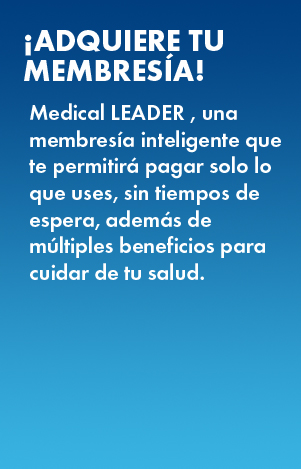 ¡ADQUIERE TU
MEMBRESÍA!
Medical LEADER , una
membresía inteligente que
te permitirá pagar solo lo
que uses, sin tiempos de
espera, además de
múltiples beneficios para
cuidar de tu salud.